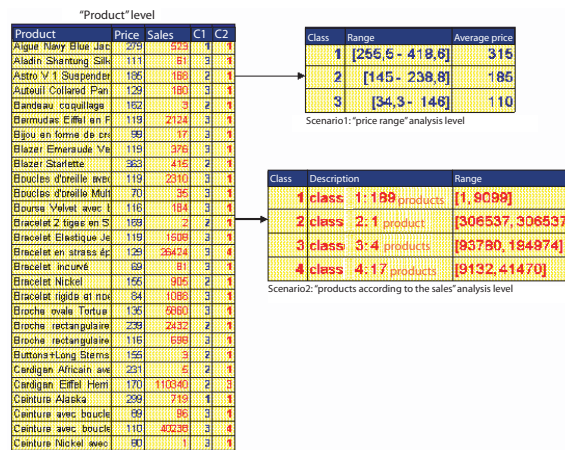 "Product" level
Product Price Sales C1 C2
Aigue Navy Blue Jac 279 523 1 1
Aladin Shantung Silk 111 61 3 1
Astro V 1 Suspender 185 168 2 1
Auteuil Collared Pan 129 180 3 1
Bandeau coquillage 162 3 2 1
Bermudas Eiffel en F 119 2124 3 1
Bijou en forme de cra 99 17 3 1
Blazer Emeraude Ve 119 376 3 1
Blazer Starlette 363 415 2 1
Boucles d'oreille avec 119 2310 3 1
Boucles d'oreille Mult 70 35 3 1
Bourse Velvet avec 116 184 3 1
Bracelet 2 tiges en S 169 2 2 1
Bracelet Elastique Je 119 1508 3 1
Bracelet en strass ép 129 26424 3 4
Bracelet incurvé 69 81 3 1
Bracelet Nickel 155 905 2 1
Bracelet rigide et 84 1088 3 1
Broche ovale Tortue 135 5860 3 1
Broche rectangulaire 239 2432 2 1
Broche rectangulaire 116 698 3 1
Buttons+Long Stems 155 3 2 1
Cardigan Africain ave 231 5 2 1
Cardigan Eiffel Herri 170 110340 2 3
Ceinture Alaska 299 719 1 1
Ceinture avec boucle 89 96 3 1
Ceinture avec boucle 110 40236 3 4
Ceinture Nickel avec 80 1 3 1
Class Range Average price
1 [255,5 - 418,6] 315
2 [145 - 238,8] 185
3 [34,3 - 146] 110
Scenario1: "price range" analysis level
Class Description Range
1 class 1: 189 products [1, 9099]
2 class 2: 1 product [306537, 306537
3 class 3: 4 products [93780, 194974]
4 class 4: 17 products [9132, 41470]
Scenario2: "products according to the sales" analysis level